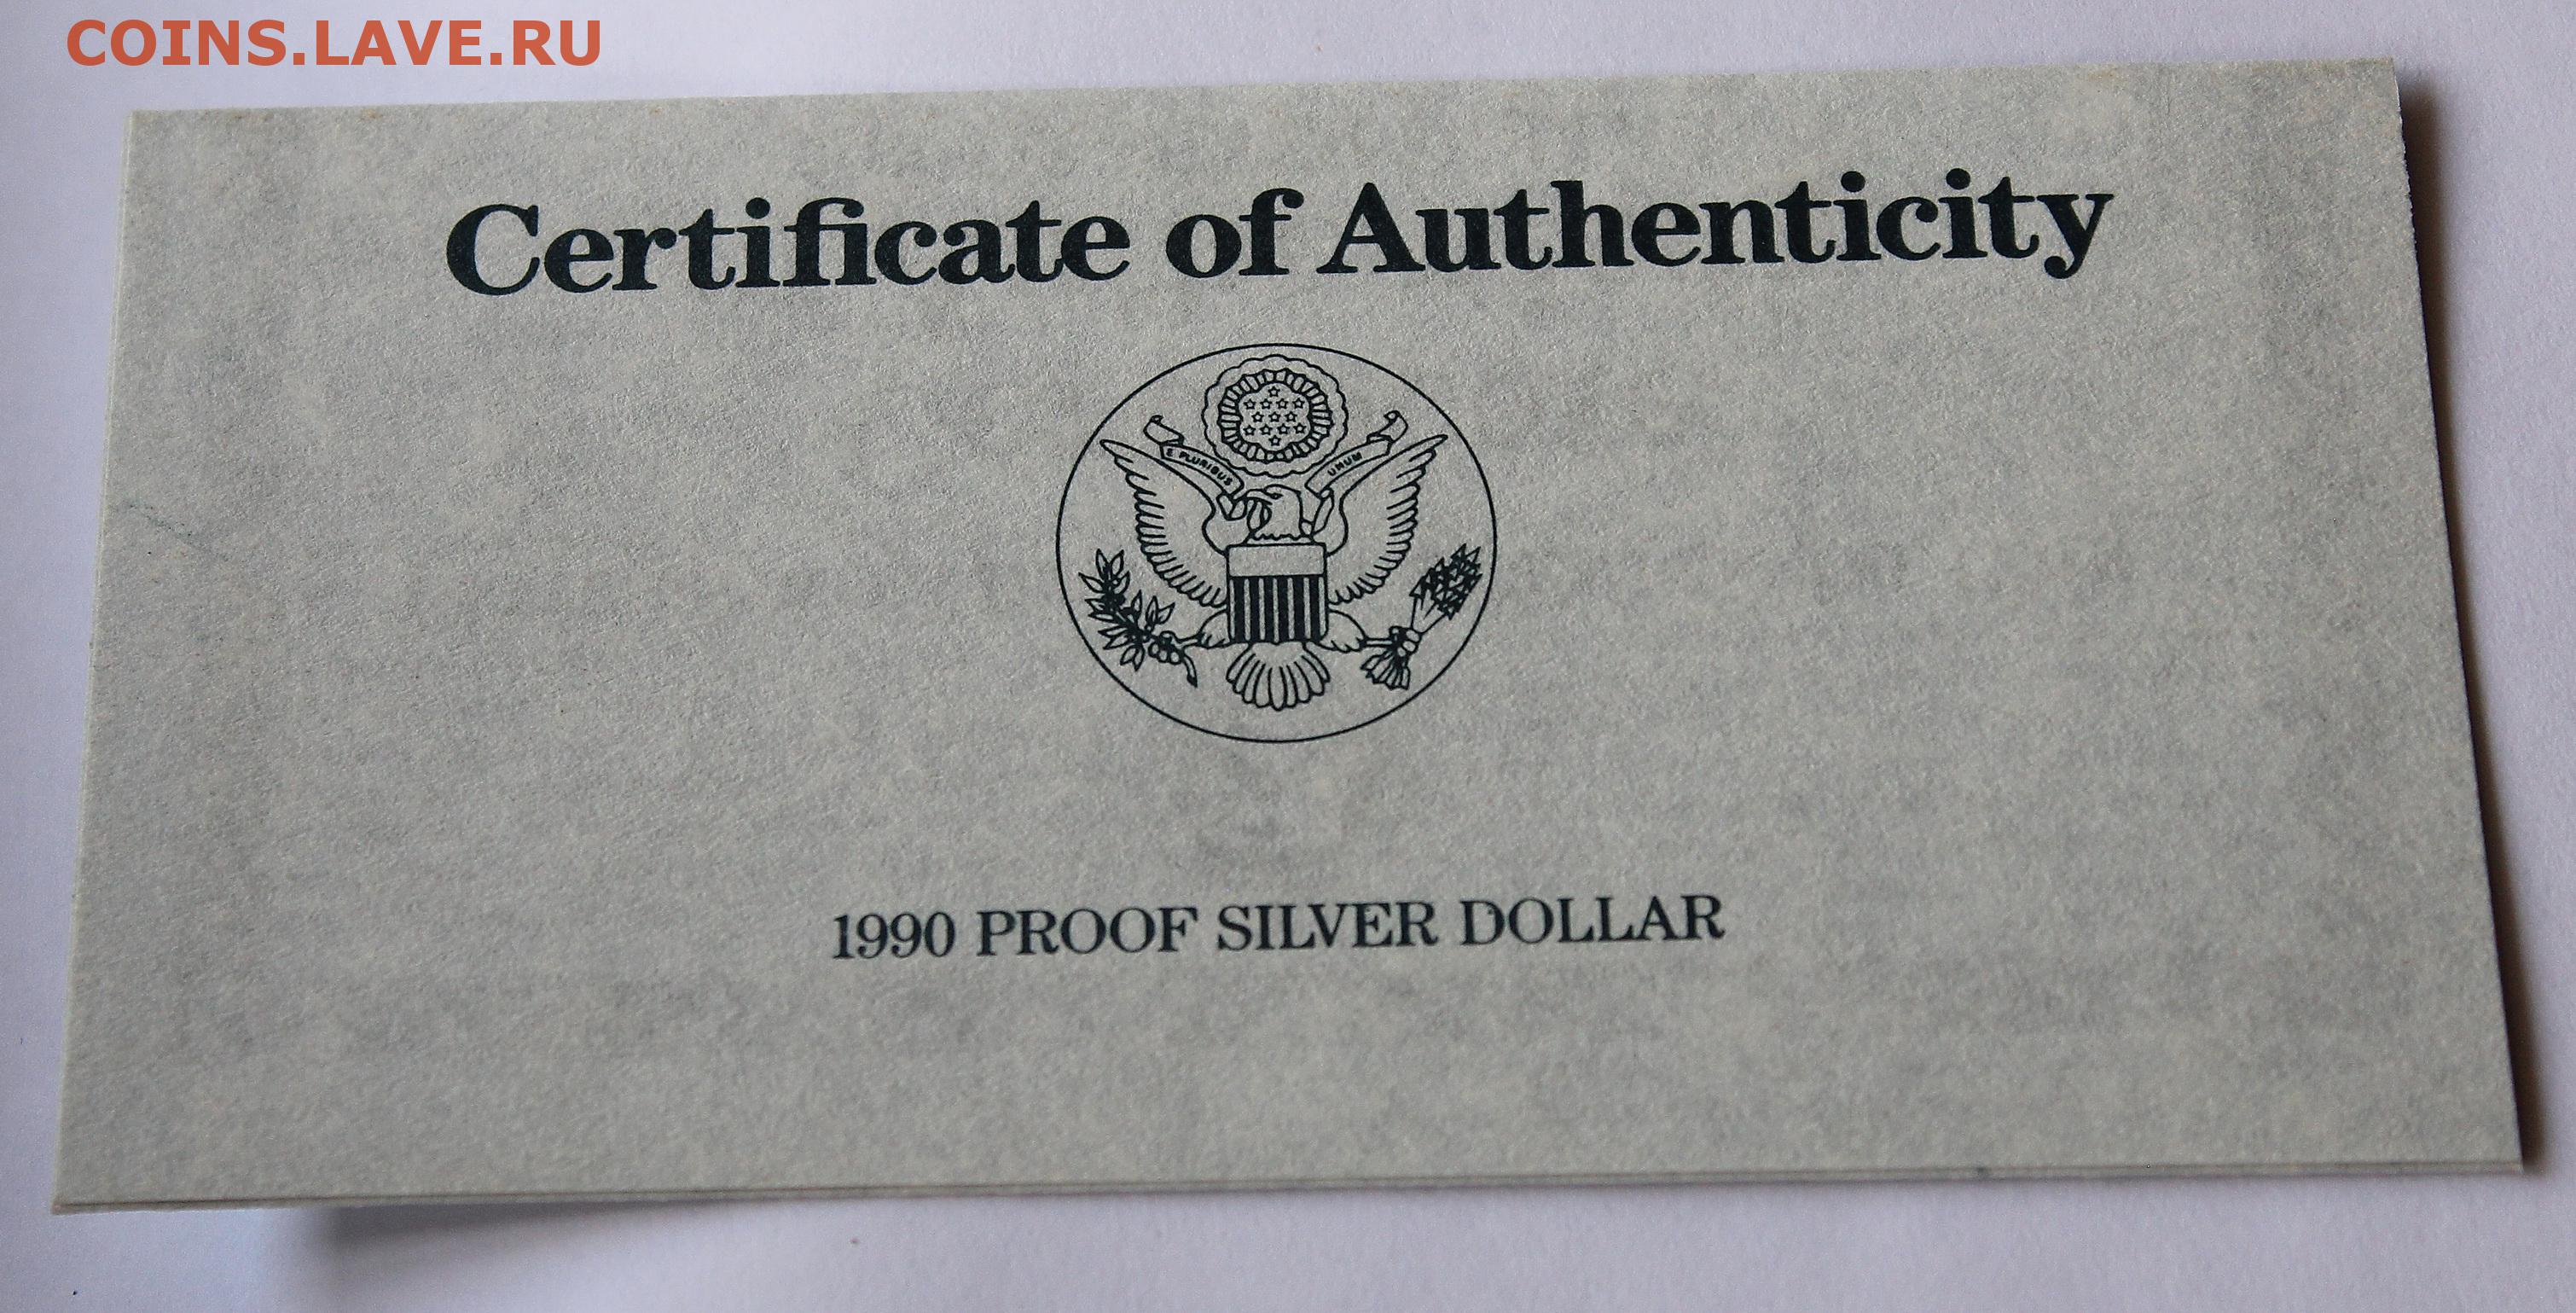 COINS.LAVE.RU
Certificate of Authenticity
E PLURIBUS UNUM
1990 PROOF SILVER DOLLAR